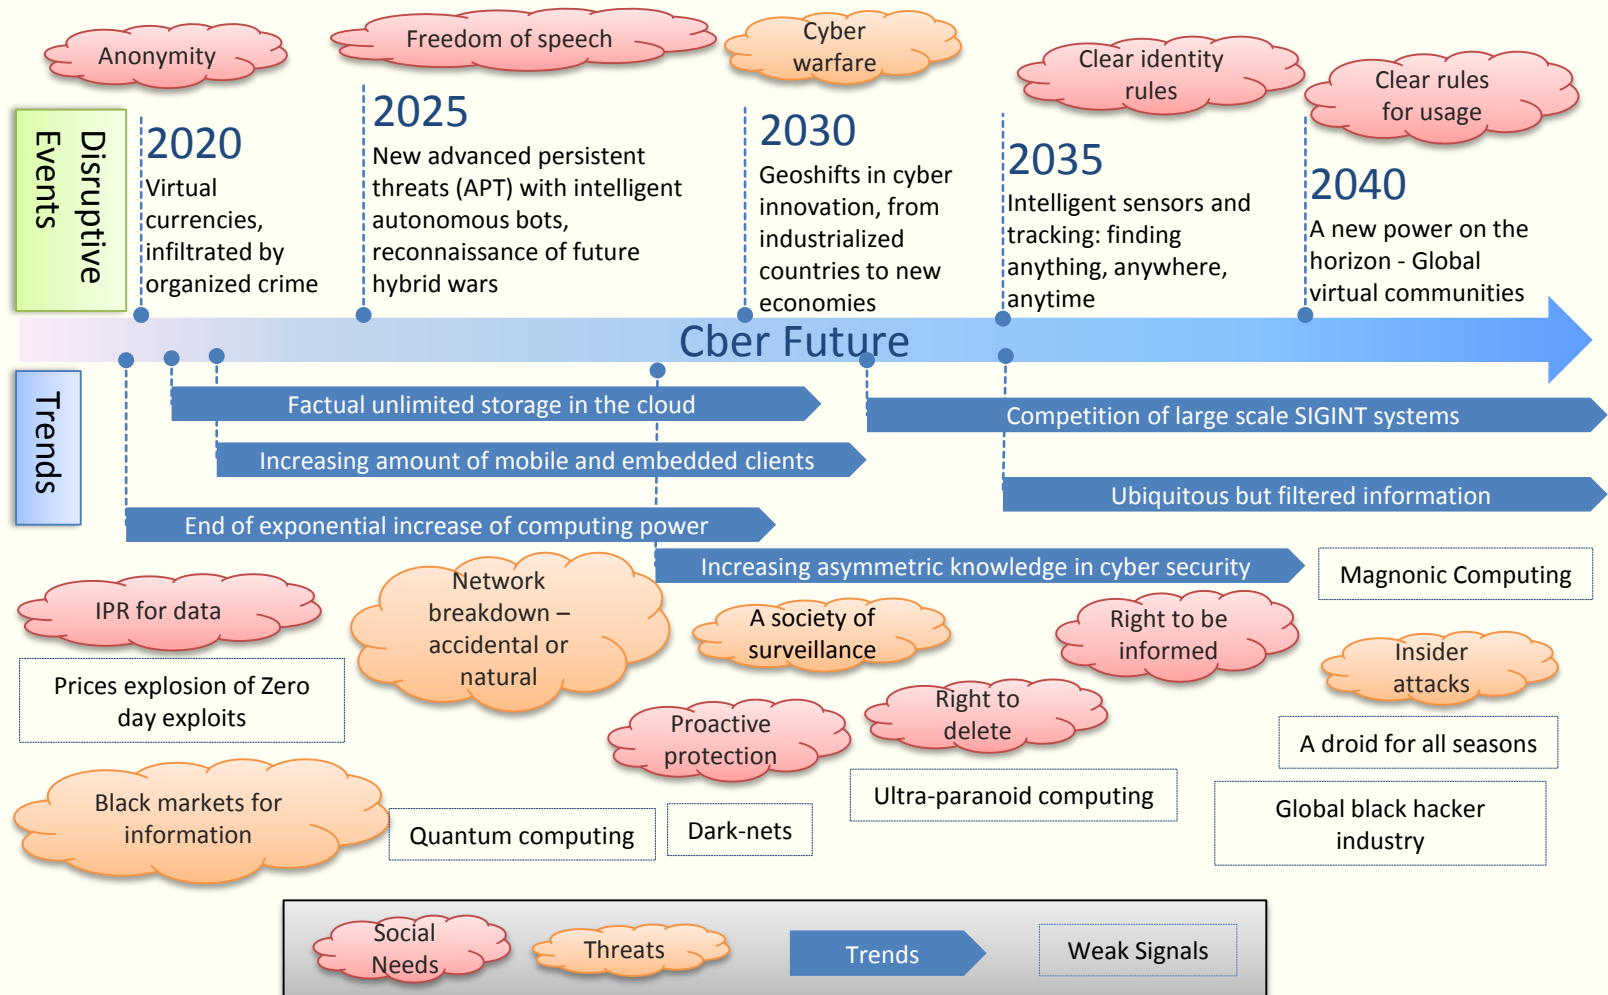 Anonymity
Freedom of speech
Cyber
warfare
Clear identity
rules
Clear rules
for usage
Disruptive
Events
2020
Virtual
currencies,
infiltrated by
organized crime
2025
New advanced persistent
threats (APT) with intelligent
autonomous bots,
reconnaissance of future
hybrid wars
2030
Geoshifts in cyber
innovation, from
industrialized
countries to new
economies
2035
Intelligent sensors and
tracking: finding
anything, anywhere,
anytime
2040
A new power on the
horizon - Global
virtual communities
Cber Future
Trends
Factual unlimited storage in the cloud
Competition of large scale SIGINT systems
Increasing amount of mobile and embedded clients
Ubiquitous but filtered information
End of exponential increase of computing power
Increasing asymmetric knowledge in cyber security
Magnonic Computing
IPR for data
Network
breakdown –
accidental or
natural
A society of
surveillance
Right to be
informed
Insider
attacks
Prices explosion of Zero
day exploits
Proactive
protection
Right to
delete
A droid for all seasons
Black markets for
information
Quantum computing
Dark-nets
Ultra-paranoid computing
Global black hacker
industry
Social
Needs
Threats
Trends
Weak Signals